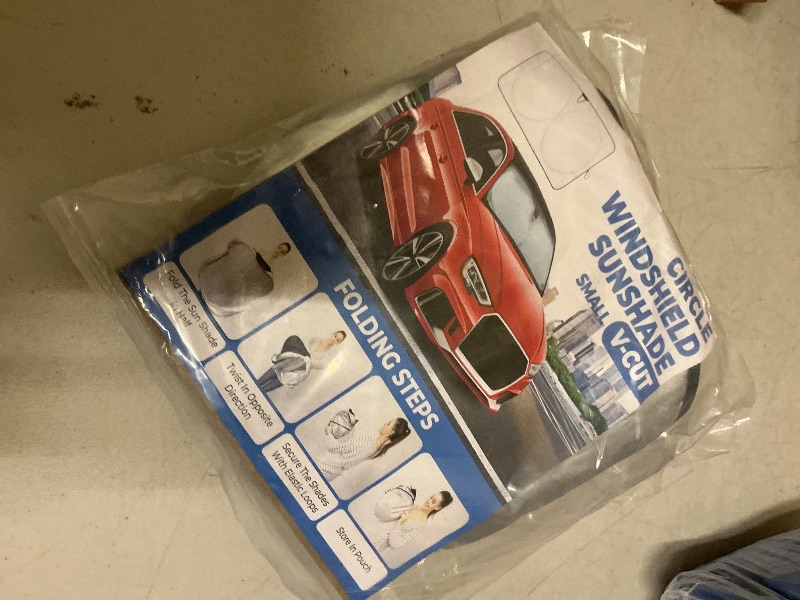 CIRCLE
WINDSHIELD
SUNSHADE
SMALL V-CUT
FOLDING STEPS
Fold The Sun Shade
In Half
Twist In Opposite
Direction
Secure The Shades
With Elastic Loops
Store In Pouch